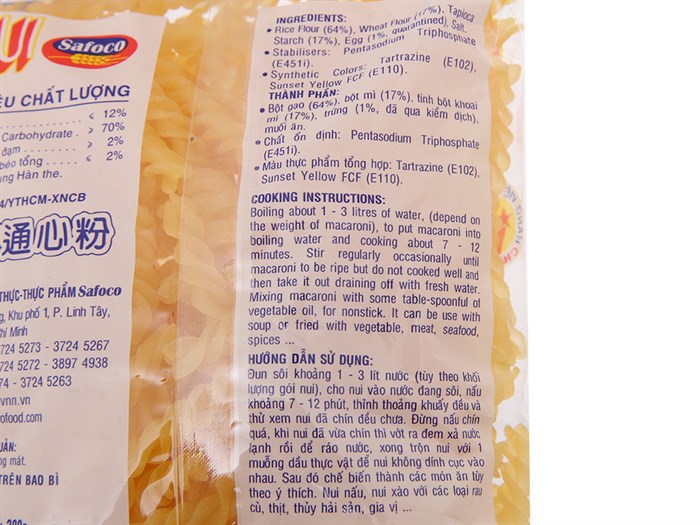 Safoco
ÊU CHẤT LƯỢNG
< 12%
Carbohydrate . > 70%
đạm > 2%
béo tổng < 2%
ng Hàn the.
4/YTHCM-XNCB
通心粉
THỰC-THỰC PHẨM Safoco
g, Khu phố 1, P. Linh Tây,
hí Minh
3724 5273 - 3724 5267
3722 5272 - 3897 4938
74 - 3724 5263
vnn.vn
ofood.com
UẢN:
g mát.
TRÊN BAO BÌ
INGREDIENTS:
• Rice Flour (64%), Wheat Flour (17%), Tapioca
Starch (17%), Egg (1%, quarantined), Salt.
• Stabilisers: Pentasodium Triphosphate
(E451i).
• Synthetic Colors: Tartrazine (E102),
Sunset Yellow FCF (E110).
THÀNH PHẦN:
• Bột gạo (64%), bột mì (17%), tinh bột khoai
mì (17%), trứng (1%, đã qua kiểm dịch),
muối ăn.
• Chất ổn định: Pentasodium Triphosphate
(E451i).
• Màu thực phẩm tổng hợp: Tartrazine (E102),
Sunset Yellow FCF (E110).
COOKING INSTRUCTIONS:
Boiling about 1 - 3 litres of water, (depend on
the weight of macaroni), to put macaroni into
boiling water and cooking about 7 - 12
minutes. Stir regularly occasionally until
macaroni to be ripe but do not cooked well and
then take it out draining off with fresh water.
Mixing macaroni with some table-spoonful of
vegetable oil, for nonstick. It can be use with
soup or fried with vegetable, meat, seafood,
spices ...
HƯỚNG DẪN SỬ DỤNG:
Đun sôi khoảng 1 - 3 lít nước (tùy theo khối
lượng gói nui), cho nui vào nước đang sôi, nấu
khoảng 7 - 12 phút, thỉnh thoảng khuấy đều và
thử xem nui đã chín đều chưa. Đừng nấu chín
quá, khi nui đã vừa chín thì vớt ra đem xả nước
lạnh rồi để ráo nước, xong trộn nui với 1
muỗng dầu thực vật để nui không dính cục vào
nhau. Sau đó chế biến thành các món ăn tùy
theo ý thích. Nui nấu, nui xào với các loại rau
củ, thịt, thủy hải sản, gia vị ...